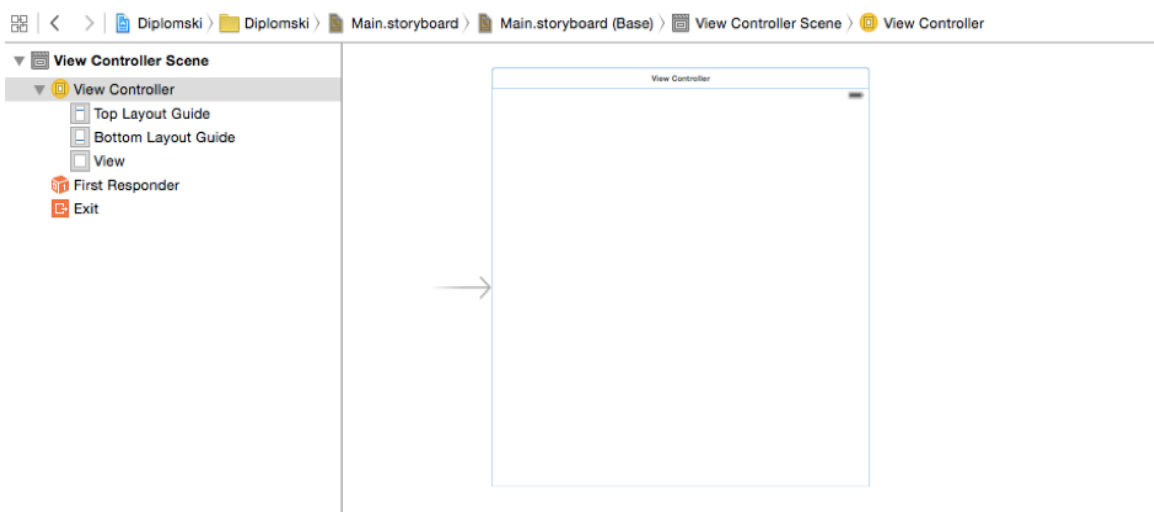 Diplomski Diplomski Main.storyboard Main.storyboard (Base) View Controller Scene View Controller
View Controller Scene
View Controller
Top Layout Guide
Bottom Layout Guide
View
First Responder
Exit
View Controller